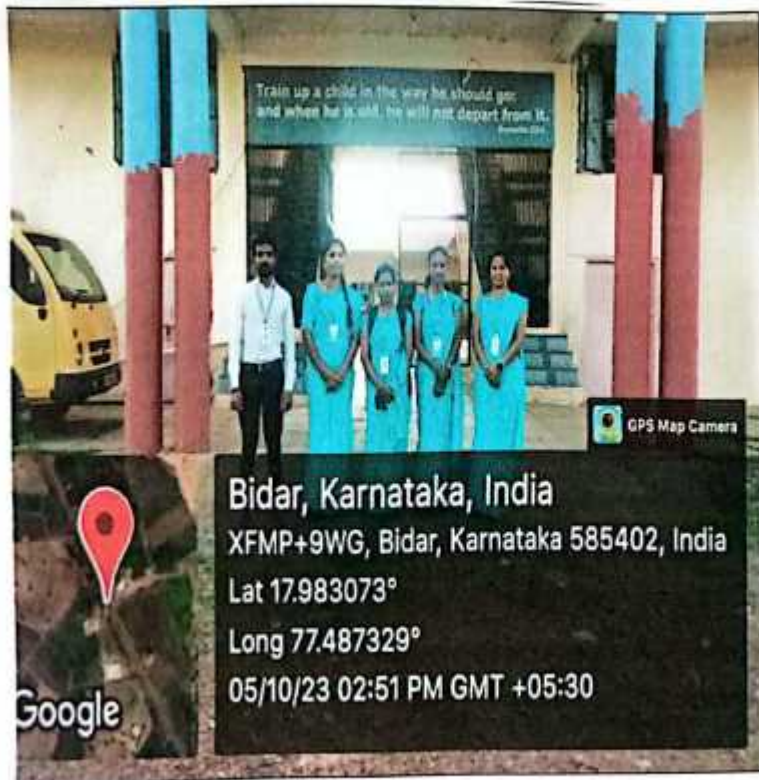 Train up a child in the way he should go;
and when he is old, he will not depart from it.
GPS Map Camera
Bidar, Karnataka, India
XFMP+9WG, Bidar, Karnataka 585402, India
Lat 17.983073°
Long 77.487329°
05/10/23 02:51 PM GMT +05:30
Google